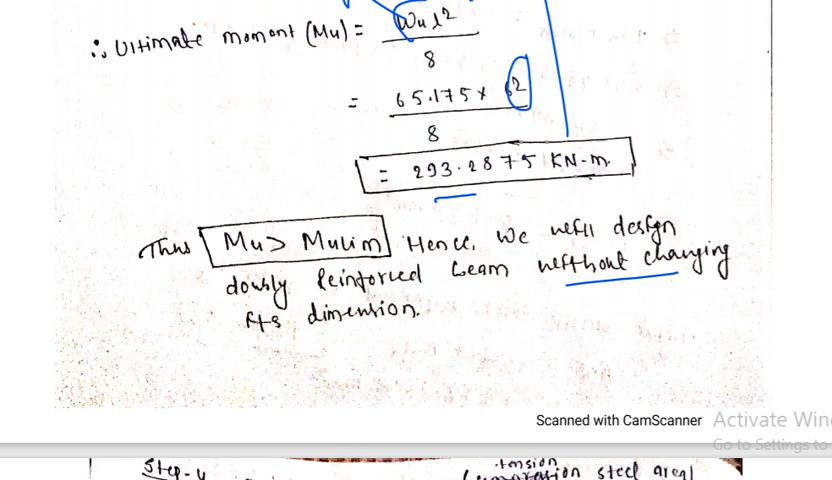 ∴ Ultimate moment (Mu) = Wul²
8
= 65.175 × 6²
8
= 293.2875 KN-m.
Thus Mu > Mulim Hence, we will design
doubly Reinforced beam without changing
its dimension.
Scanned with CamScanner
Activate Win
Go to Settings to
Step-4
tension
steel area)